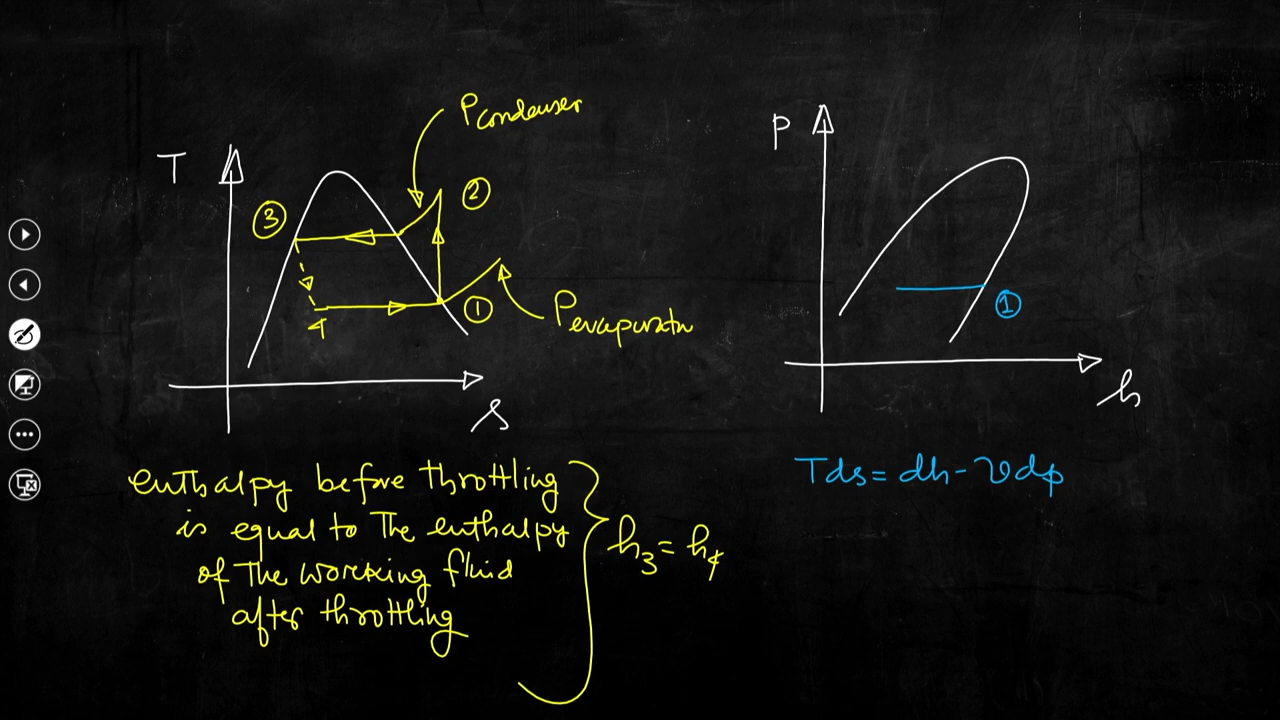 P condenser
T
②
③
①
4
P evaporator
s
P
①
h
enthalpy before throttling
is equal to The enthalpy
of The working fluid
after throttling
h₃ = h₄
Tds = dh - vdp